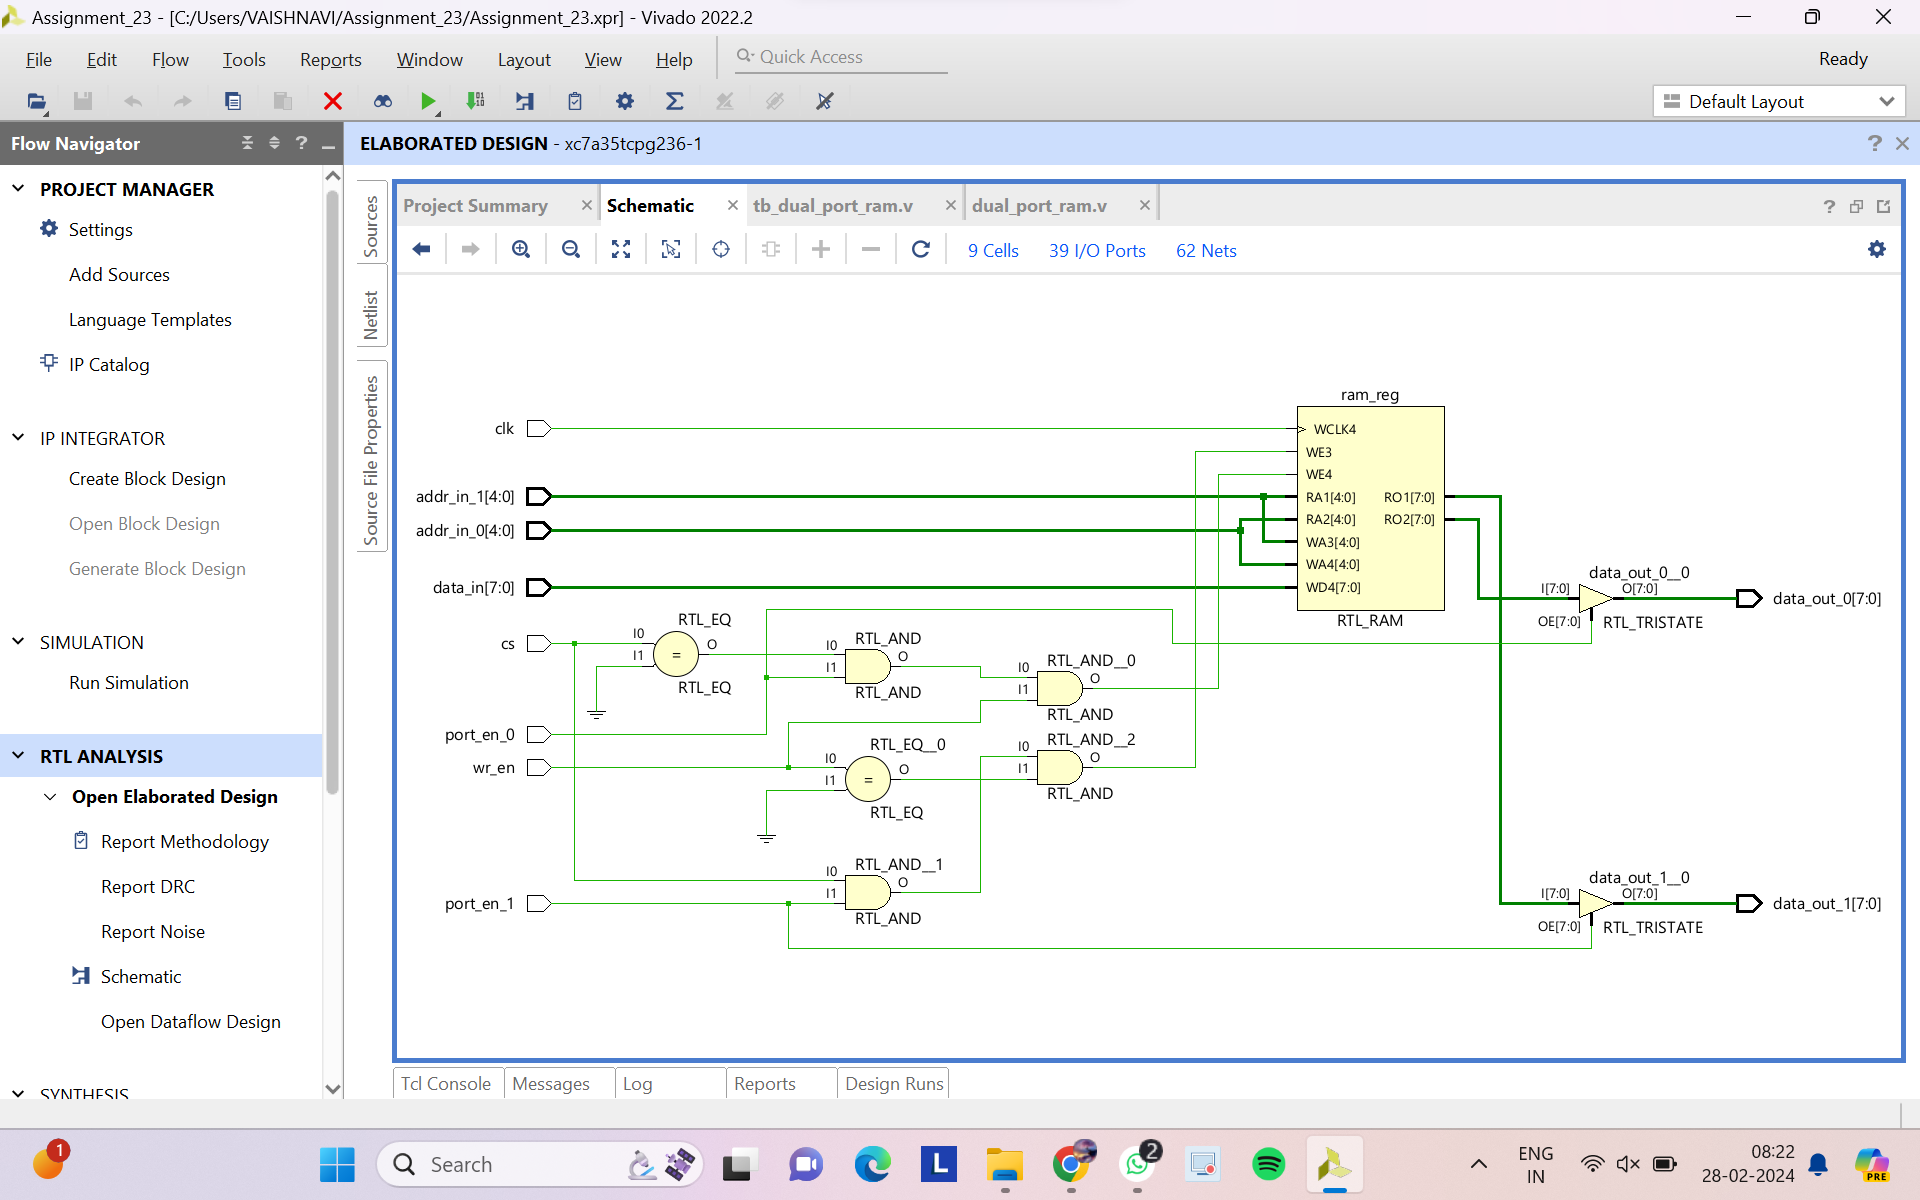 Assignment_23 - [C:/Users/VAISHNAVI/Assignment_23/Assignment_23.xpr] - Vivado 2022.2
File Edit Flow Tools Reports Window Layout View Help Quick Access
Ready
Default Layout
Flow Navigator
ELABORATED DESIGN - xc7a35tcpg236-1
PROJECT MANAGER
Settings
Add Sources
Language Templates
IP Catalog
IP INTEGRATOR
Create Block Design
Open Block Design
Generate Block Design
SIMULATION
Run Simulation
RTL ANALYSIS
Open Elaborated Design
Report Methodology
Report DRC
Report Noise
Schematic
Open Dataflow Design
SYNTHESIS
Sources
Netlist
Source File Properties
Project Summary Schematic tb_dual_port_ram.v dual_port_ram.v
9 Cells 39 I/O Ports 62 Nets
ram_reg
clk
WCLK4
WE3
WE4
addr_in_1[4:0]
RA1[4:0] RO1[7:0]
RA2[4:0] RO2[7:0]
addr_in_0[4:0]
WA3[4:0]
WA4[4:0]
data_in[7:0]
WD4[7:0]
RTL_RAM
data_out_0__0
I[7:0] O[7:0]
data_out_0[7:0]
OE[7:0] RTL_TRISTATE
cs
RTL_EQ
I0
I1
O
=
RTL_EQ
RTL_AND
I0
I1
O
RTL_AND
RTL_AND__0
I0
I1
O
RTL_AND
port_en_0
wr_en
RTL_EQ__0
I0
I1
O
=
RTL_EQ
RTL_AND__2
I0
I1
O
RTL_AND
port_en_1
RTL_AND__1
I0
I1
O
RTL_AND
data_out_1__0
I[7:0] O[7:0]
data_out_1[7:0]
OE[7:0] RTL_TRISTATE
Tcl Console Messages Log Reports Design Runs
1
Search
L
2
ENG
IN
08:22
28-02-2024
PRE